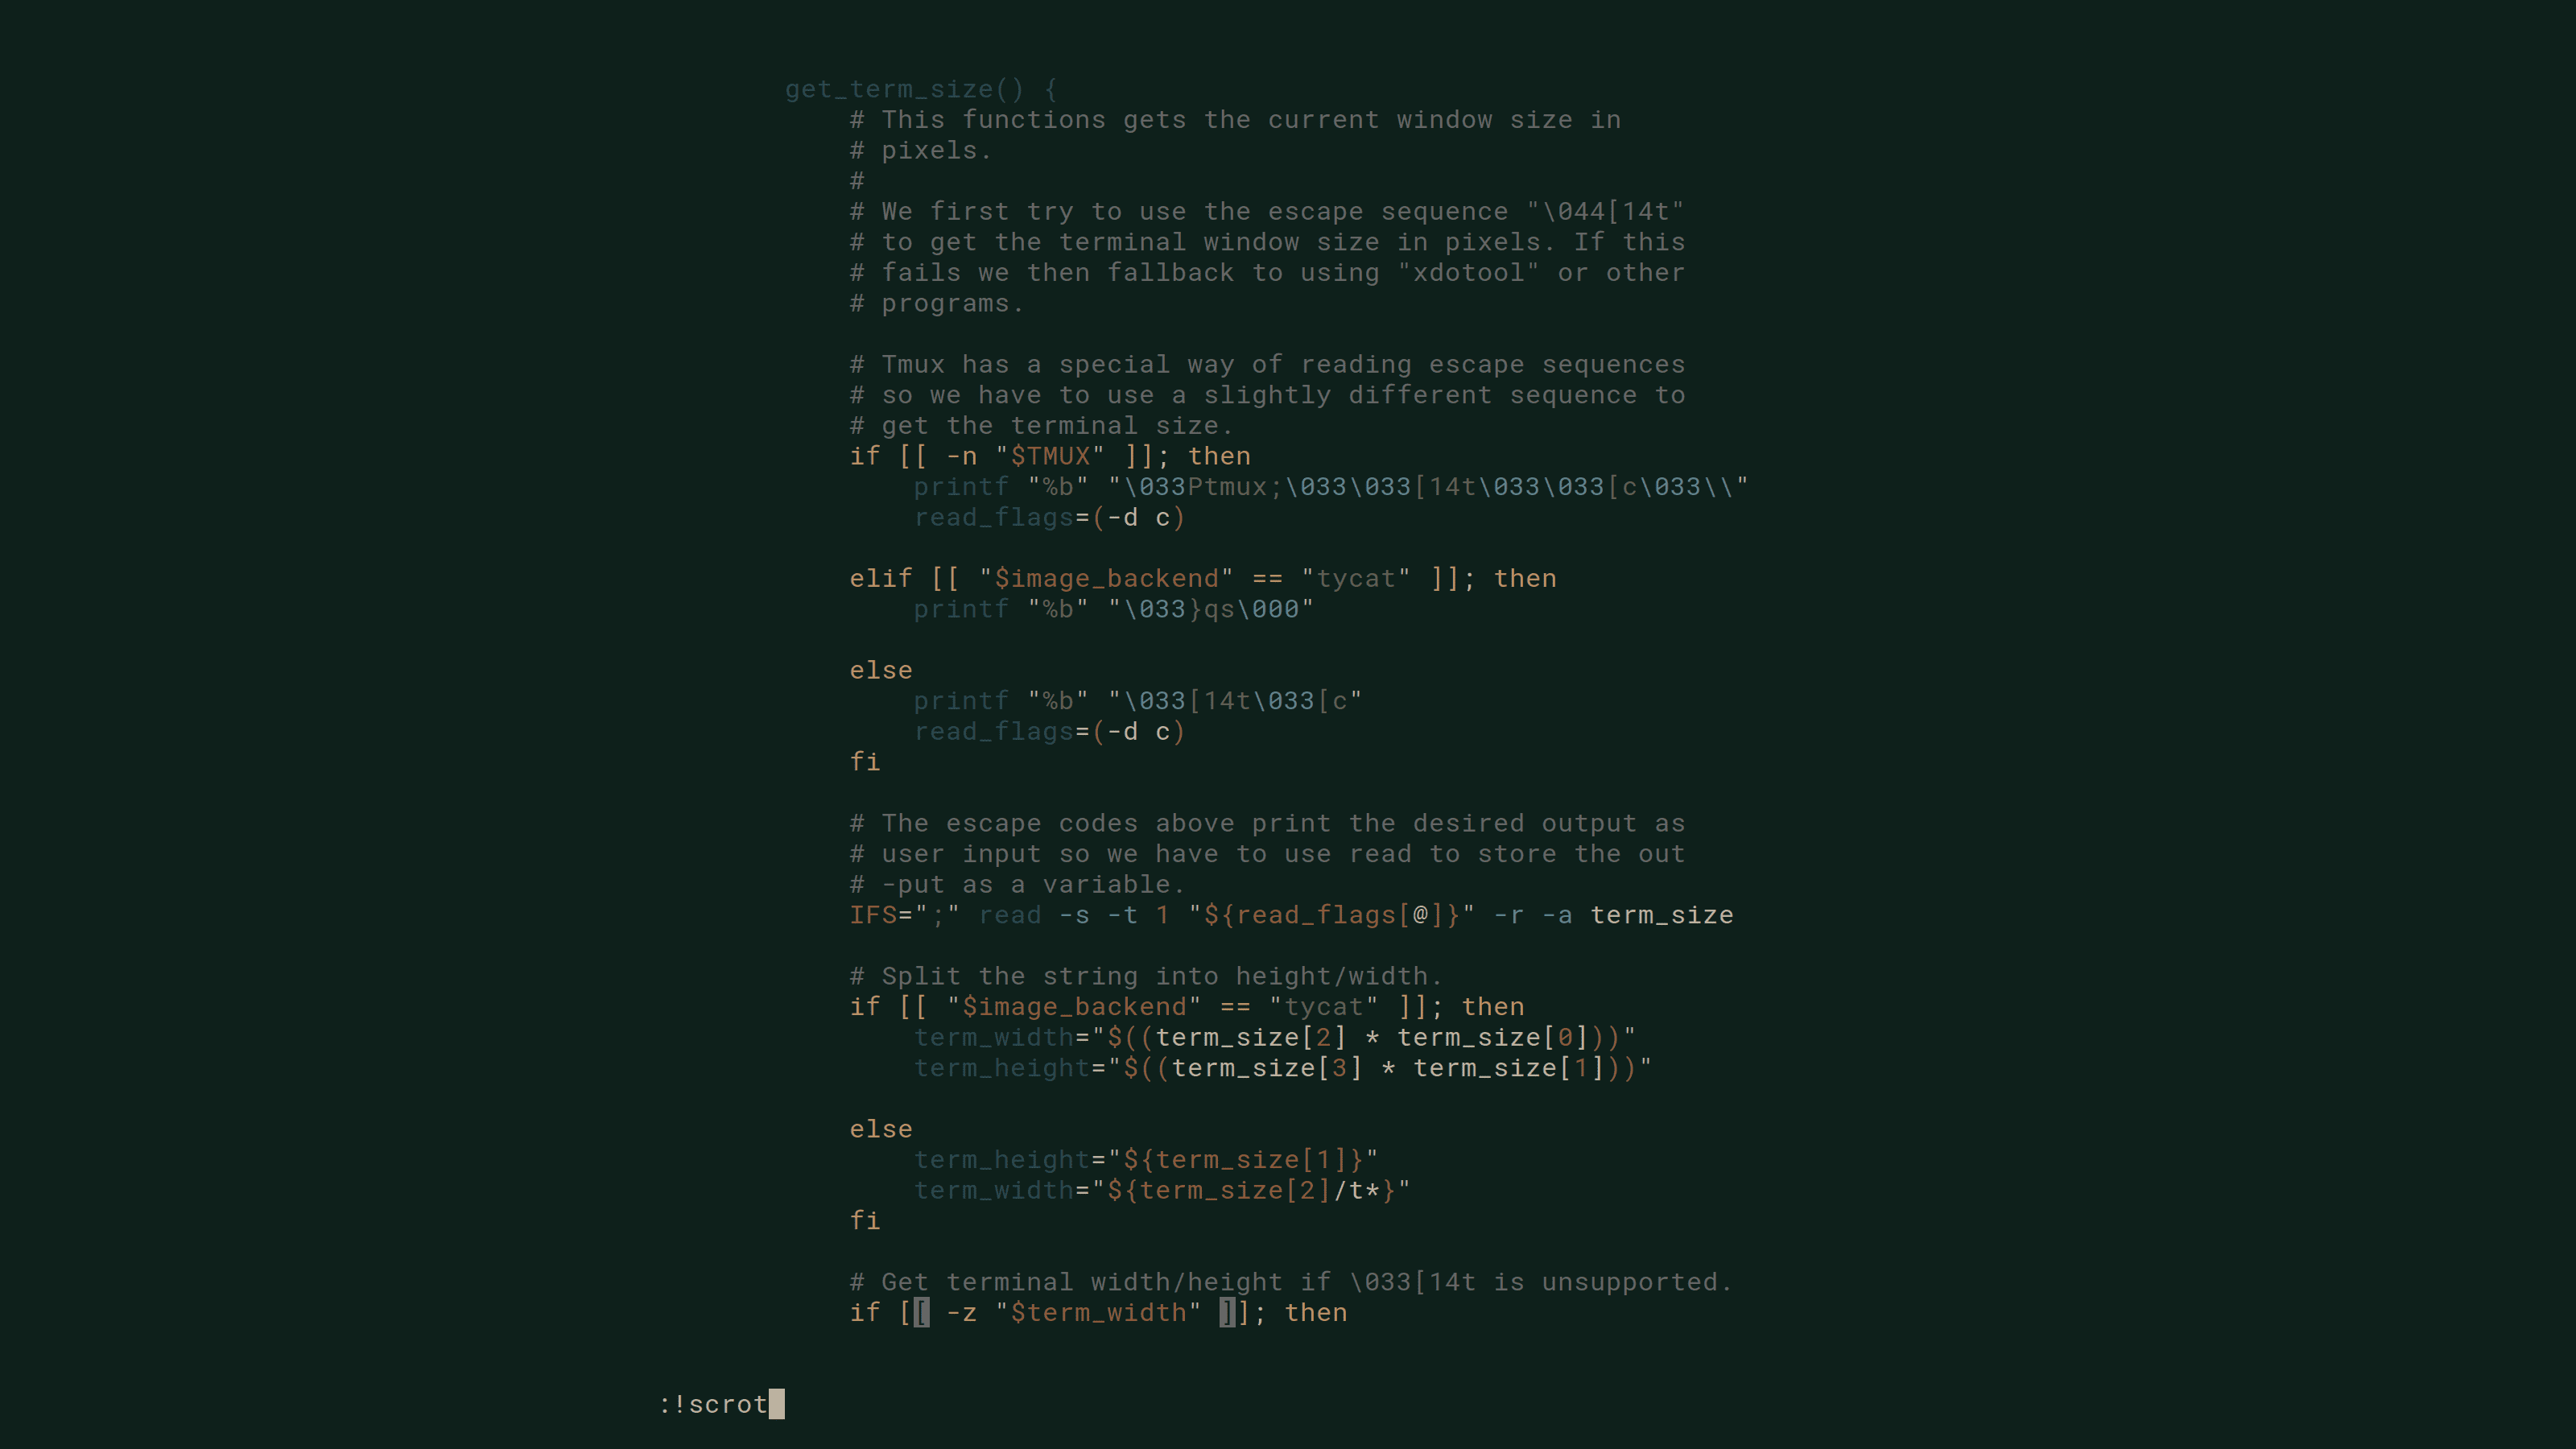 get_term_size() {
    # This functions gets the current window size in
    # pixels.
    #
    # We first try to use the escape sequence "\044[14t"
    # to get the terminal window size in pixels. If this
    # fails we then fallback to using "xdotool" or other
    # programs.

    # Tmux has a special way of reading escape sequences
    # so we have to use a slightly different sequence to
    # get the terminal size.
    if [[ -n "$TMUX" ]]; then
        printf "%b" "\033Ptmux;\033\033[14t\033\033[c\033\\"
        read_flags=(-d c)

    elif [[ "$image_backend" == "tycat" ]]; then
        printf "%b" "\033}qs\000"

    else
        printf "%b" "\033[14t\033[c"
        read_flags=(-d c)
    fi

    # The escape codes above print the desired output as
    # user input so we have to use read to store the out
    # -put as a variable.
    IFS=";" read -s -t 1 "${read_flags[@]}" -r -a term_size

    # Split the string into height/width.
    if [[ "$image_backend" == "tycat" ]]; then
        term_width="$((term_size[2] * term_size[0]))"
        term_height="$((term_size[3] * term_size[1]))"

    else
        term_height="${term_size[1]}"
        term_width="${term_size[2]/t*}"
    fi

    # Get terminal width/height if \033[14t is unsupported.
    if [[ -z "$term_width" ]]; then

:!scrot